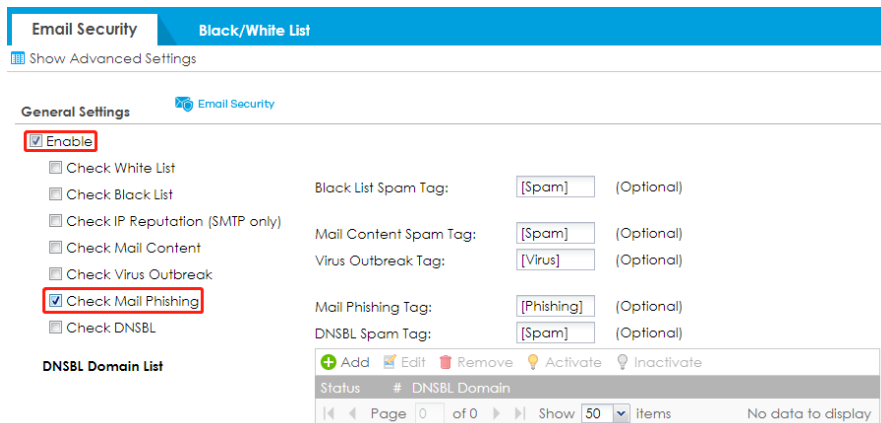 Email Security Black/White List
Show Advanced Settings
General Settings Email Security
Enable
Check White List
Check Black List Black List Spam Tag: [Spam] (Optional)
Check IP Reputation (SMTP only)
Check Mail Content Mail Content Spam Tag: [Spam] (Optional)
Check Virus Outbreak Virus Outbreak Tag: [Virus] (Optional)
Check Mail Phishing Mail Phishing Tag: [Phishing] (Optional)
Check DNSBL DNSBL Spam Tag: [Spam] (Optional)
DNSBL Domain List Add Edit Remove Activate Inactivate
Status # DNSBL Domain
Page 0 of 0 Show 50 items No data to display